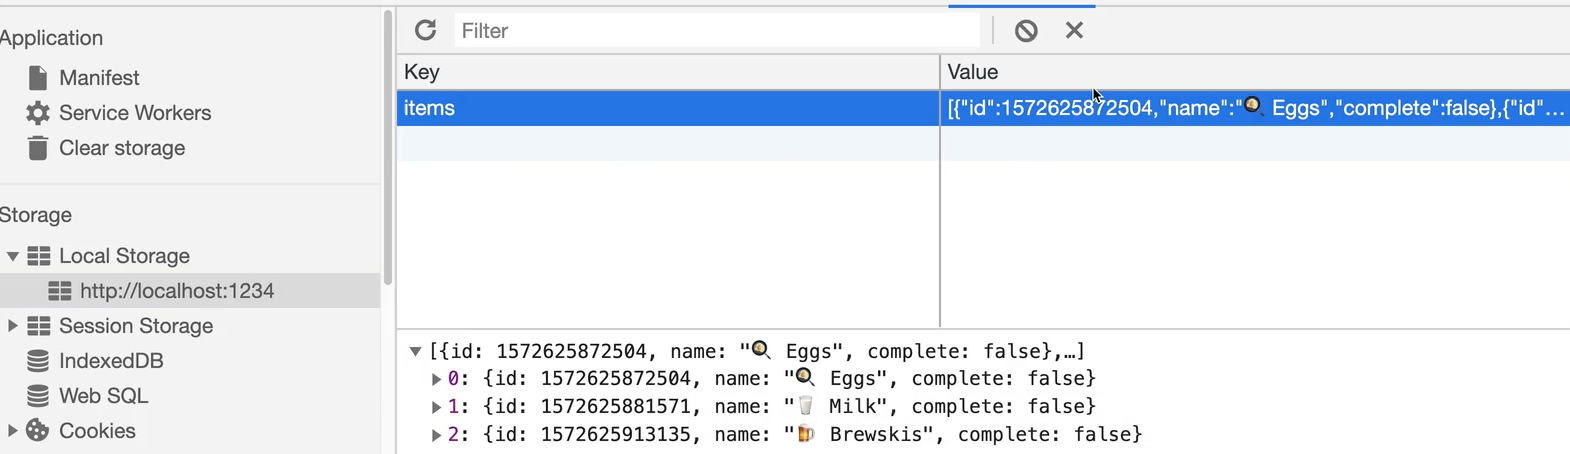 Application
Manifest
Service Workers
Clear storage
Storage
Local Storage
http://localhost:1234
Session Storage
IndexedDB
Web SQL
Cookies
Filter
Key Value
items [{"id":1572625872504,"name":"🍳 Eggs","complete":false},{"id"...
[{id: 1572625872504, name: "🍳 Eggs", complete: false},…]
0: {id: 1572625872504, name: "🍳 Eggs", complete: false}
1: {id: 1572625881571, name: "🥛 Milk", complete: false}
2: {id: 1572625913135, name: "🍺 Brewskis", complete: false}